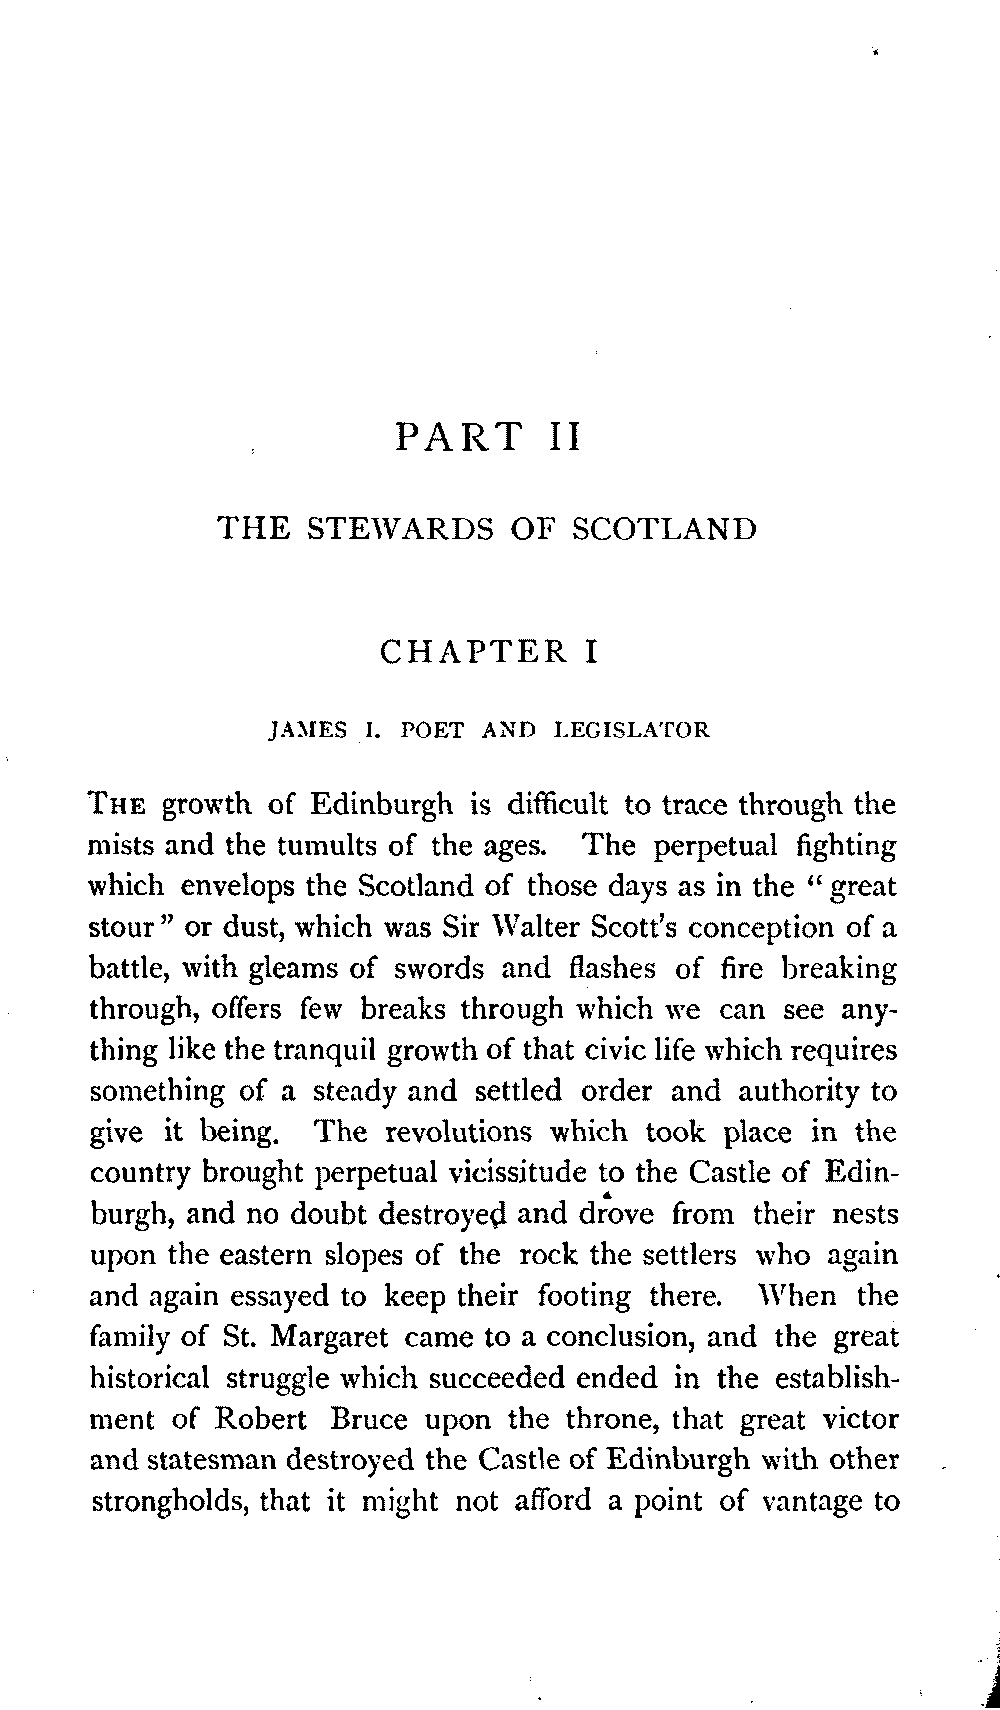 PART II
THE STEWARDS OF SCOTLAND
CHAPTER I
JAMES I. POET AND LEGISLATOR
THE growth of Edinburgh is difficult to trace through the
mists and the tumults of the ages. The perpetual fighting
which envelops the Scotland of those days as in the “great
stour” or dust, which was Sir Walter Scott’s conception of a
battle, with gleams of swords and flashes of fire breaking
through, offers few breaks through which we can see any-
thing like the tranquil growth of that civic life which requires
something of a steady and settled order and authority to
give it being. The revolutions which took place in the
country brought perpetual vicissitude to the Castle of Edin-
burgh, and no doubt destroyed and drove from their nests
upon the eastern slopes of the rock the settlers who again
and again essayed to keep their footing there. When the
family of St. Margaret came to a conclusion, and the great
historical struggle which succeeded ended in the establish-
ment of Robert Bruce upon the throne, that great victor
and statesman destroyed the Castle of Edinburgh with other
strongholds, that it might not afford a point of vantage to